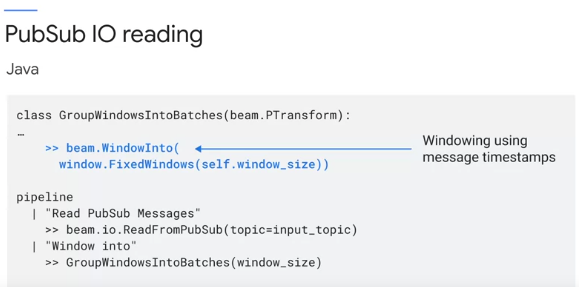 PubSub IO reading
Java
class GroupWindowsIntoBatches(beam.PTransform):
…
>> beam.WindowInto(
window.FixedWindows(self.window_size))
Windowing using
message timestamps
pipeline
| "Read PubSub Messages"
>> beam.io.ReadFromPubSub(topic=input_topic)
| "Window into"
>> GroupWindowsIntoBatches(window_size)